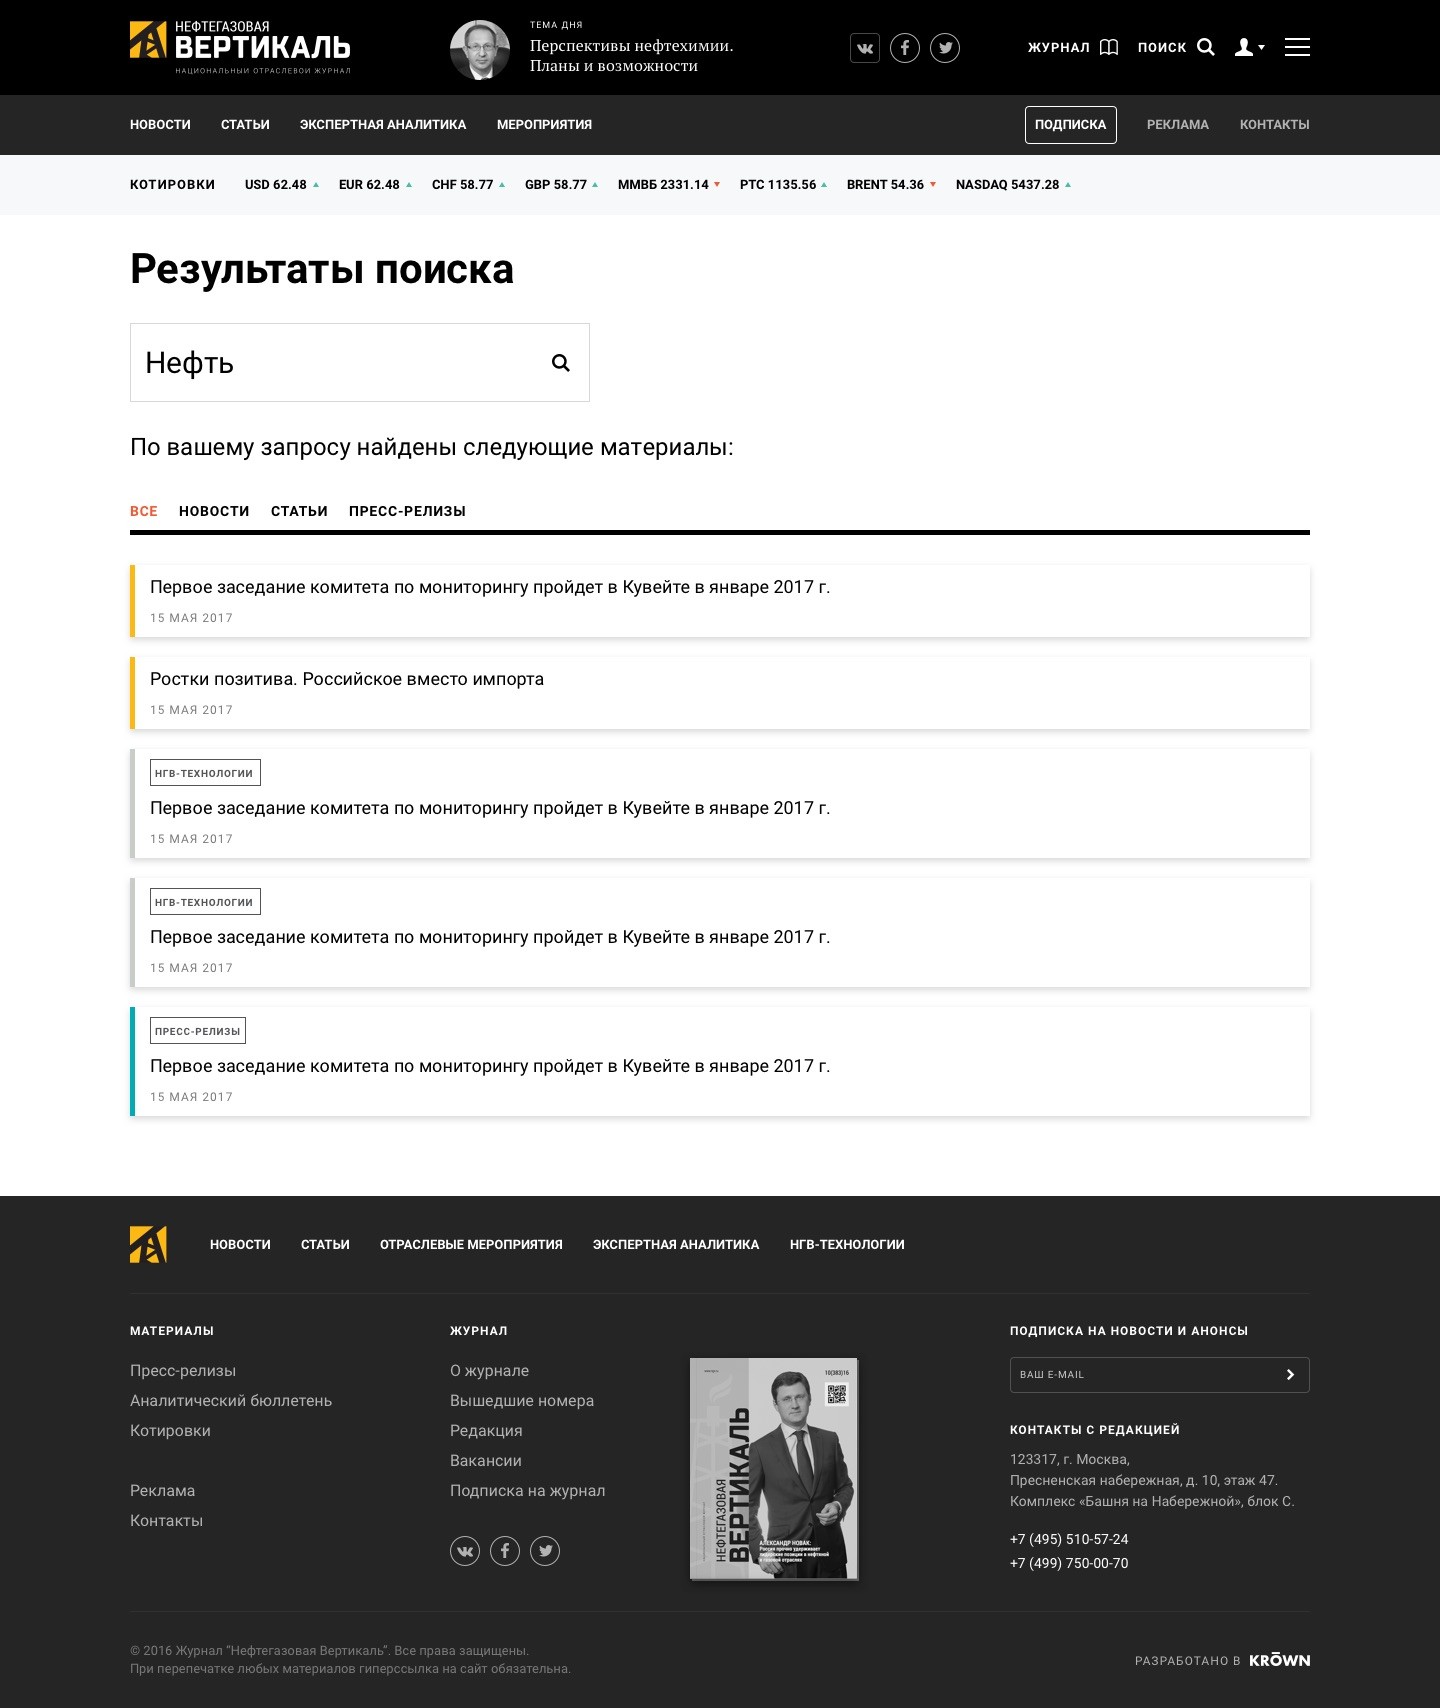 НЕФТЕГАЗОВАЯ
ВЕРТИКАЛЬ
НАЦИОНАЛЬНЫЙ ОТРАСЛЕВОЙ ЖУРНАЛ
ТЕМА ДНЯ
Перспективы нефтехимии.
Планы и возможности
ЖУРНАЛ ПОИСК
НОВОСТИ СТАТЬИ ЭКСПЕРТНАЯ АНАЛИТИКА МЕРОПРИЯТИЯ ПОДПИСКА РЕКЛАМА КОНТАКТЫ
КОТИРОВКИ USD 62.48 EUR 62.48 CHF 58.77 GBP 58.77 ММВБ 2331.14 РТС 1135.56 BRENT 54.36 NASDAQ 5437.28
Результаты поиска
Нефть
По вашему запросу найдены следующие материалы:
ВСЕ НОВОСТИ СТАТЬИ ПРЕСС-РЕЛИЗЫ
Первое заседание комитета по мониторингу пройдет в Кувейте в январе 2017 г.
15 МАЯ 2017
Ростки позитива. Российское вместо импорта
15 МАЯ 2017
НГВ-ТЕХНОЛОГИИ
Первое заседание комитета по мониторингу пройдет в Кувейте в январе 2017 г.
15 МАЯ 2017
НГВ-ТЕХНОЛОГИИ
Первое заседание комитета по мониторингу пройдет в Кувейте в январе 2017 г.
15 МАЯ 2017
ПРЕСС-РЕЛИЗЫ
Первое заседание комитета по мониторингу пройдет в Кувейте в январе 2017 г.
15 МАЯ 2017
НОВОСТИ СТАТЬИ ОТРАСЛЕВЫЕ МЕРОПРИЯТИЯ ЭКСПЕРТНАЯ АНАЛИТИКА НГВ-ТЕХНОЛОГИИ
МАТЕРИАЛЫ
Пресс-релизы
Аналитический бюллетень
Котировки
Реклама
Контакты
ЖУРНАЛ
О журнале
Вышедшие номера
Редакция
Вакансии
Подписка на журнал
10(383)16
НЕФТЕГАЗОВАЯ
ВЕРТИКАЛЬ
АЛЕКСАНДР НОВАК:
Россия прочно удерживает
лидерские позиции в нефтяной
и газовой отраслях
ПОДПИСКА НА НОВОСТИ И АНОНСЫ
ВАШ E-MAIL
КОНТАКТЫ С РЕДАКЦИЕЙ
123317, г. Москва,
Пресненская набережная, д. 10, этаж 47.
Комплекс «Башня на Набережной», блок С.
+7 (495) 510-57-24
+7 (499) 750-00-70
© 2016 Журнал “Нефтегазовая Вертикаль”. Все права защищены.
При перепечатке любых материалов гиперссылка на сайт обязательна.
РАЗРАБОТАНО В KRŌWN